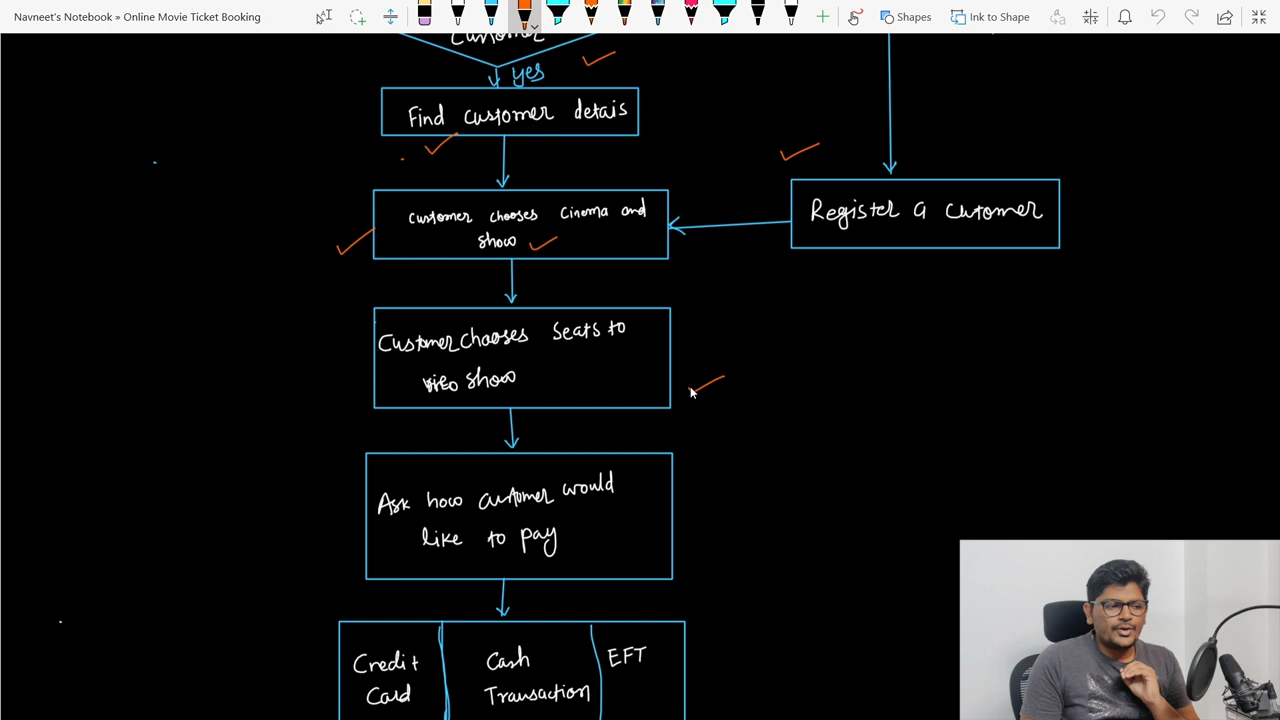 Navneet's Notebook » Online Movie Ticket Booking
Shapes
Ink to Shape
Customer
yes
Find customer detais
customer chooses cinema and
show
Register a cutomer
Customer chooses seats to
show
Ask how customer would
like to pay
Credit
Card
Cash
Transaction
EFT